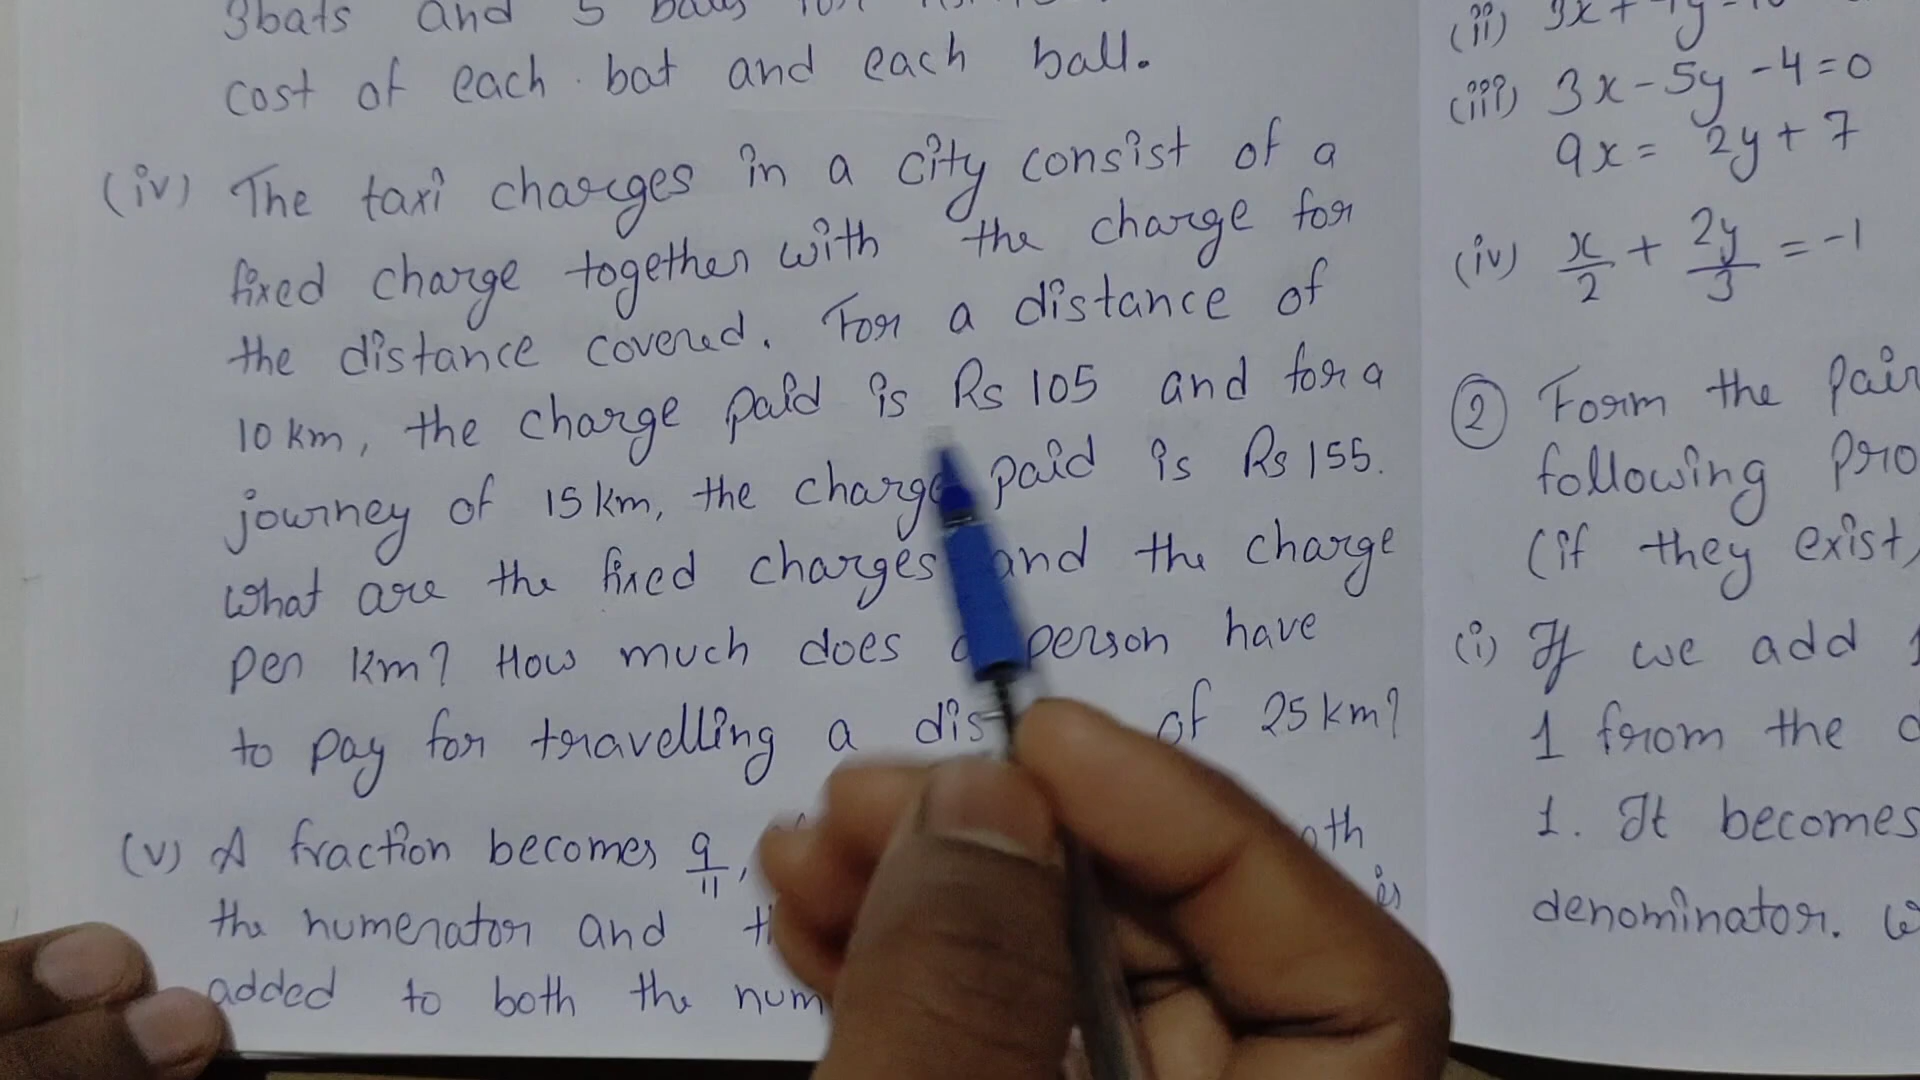 3bats and 5 balls for
cost of each bat and each ball.
(iv) The taxi charges in a city consist of a
fixed charge together with the charge for
the distance covered. For a distance of
10 km, the charge paid is Rs 105 and for a
journey of 15 km, the charge paid is Rs 155.
What are the fixed charges and the charge
per km? How much does a person have
to pay for travelling a dis of 25 km?
(v) A fraction becomes 9/11,
the numerator and
added to both the num
(ii)
(iii) 3x - 5y - 4 = 0
9x = 2y + 7
(iv) x/2 + 2y/3 = -1
② Form the pair
following pro
(if they exist)
(i) If we add 1
1 from the
1. It becomes
denominator.